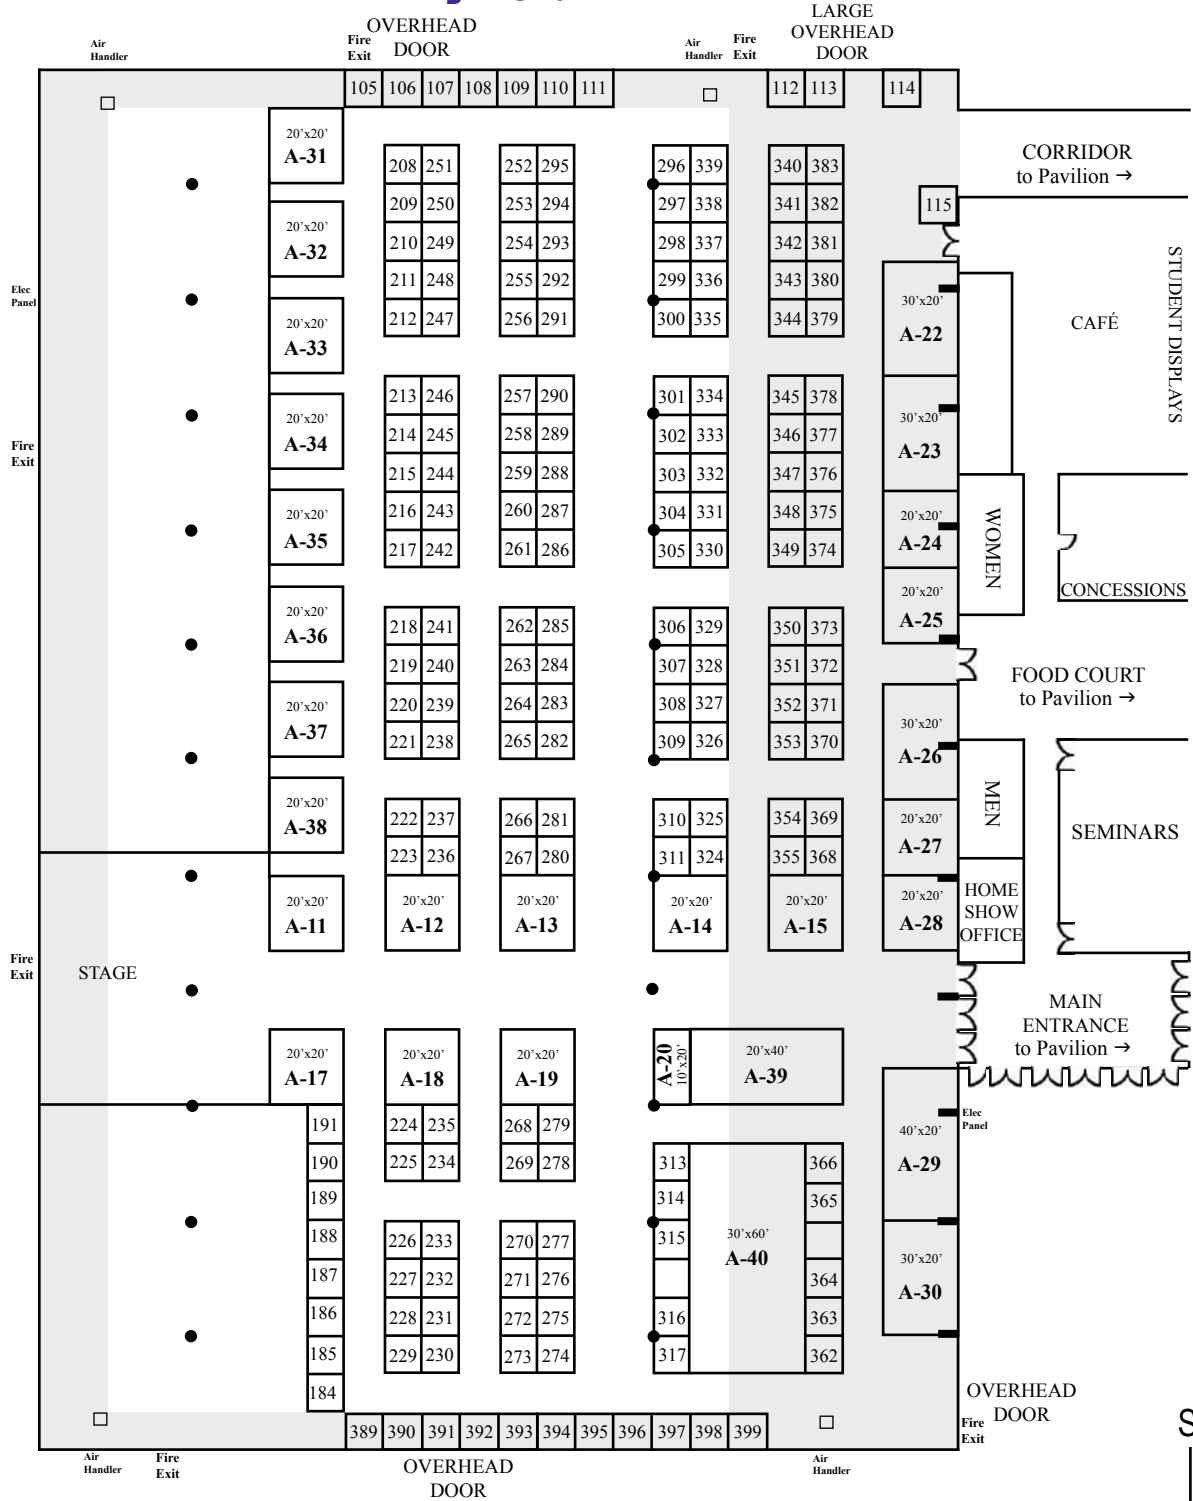 LARGE
OVERHEAD
DOOR
OVERHEAD
DOOR
Fire
Exit
Air
Handler
Air
Handler
Fire
Exit
105 106 107 108 109 110 111 112 113 114
20'x20'
A-31
208 251 252 295 296 339 340 383
CORRIDOR
to Pavilion →
209 250 253 294 297 338 341 382 115
20'x20'
A-32
210 249 254 293 298 337 342 381
211 248 255 292 299 336 343 380
212 247 256 291 300 335 344 379
Elec
Panel
30'x20'
A-22
CAFÉ
STUDENT DISPLAYS
20'x20'
A-33
213 246 257 290 301 334 345 378
214 245 258 289 302 333 346 377
215 244 259 288 303 332 347 376
216 243 260 287 304 331 348 375
217 242 261 286 305 330 349 374
20'x20'
A-34
30'x20'
A-23
Fire
Exit
20'x20'
A-35
20'x20'
A-24
WOMEN
20'x20'
A-25
CONCESSIONS
20'x20'
A-36
218 241 262 285 306 329 350 373
219 240 263 284 307 328 351 372
220 239 264 283 308 327 352 371
221 238 265 282 309 326 353 370
FOOD COURT
to Pavilion →
20'x20'
A-37
30'x20'
A-26
MEN
20'x20'
A-38
222 237 266 281 310 325 354 369
223 236 267 280 311 324 355 368
20'x20'
A-27
SEMINARS
20'x20'
A-11
20'x20'
A-12
20'x20'
A-13
20'x20'
A-14
20'x20'
A-15
20'x20'
A-28
HOME
SHOW
OFFICE
Fire
Exit
STAGE
MAIN
ENTRANCE
to Pavilion →
20'x20'
A-17
20'x20'
A-18
20'x20'
A-19
A-20
10'x20'
20'x40'
A-39
191 224 235 268 279
190 225 234 269 278 313 366
189 314 365
188 226 233 270 277 315
187 227 232 271 276 364
186 228 231 272 275 316 363
185 229 230 273 274 317 362
184
30'x60'
A-40
Elec
Panel
40'x20'
A-29
30'x20'
A-30
OVERHEAD
DOOR
Fire
Exit
S
389 390 391 392 393 394 395 396 397 398 399
Air
Handler
Fire
Exit
OVERHEAD
DOOR
Air
Handler